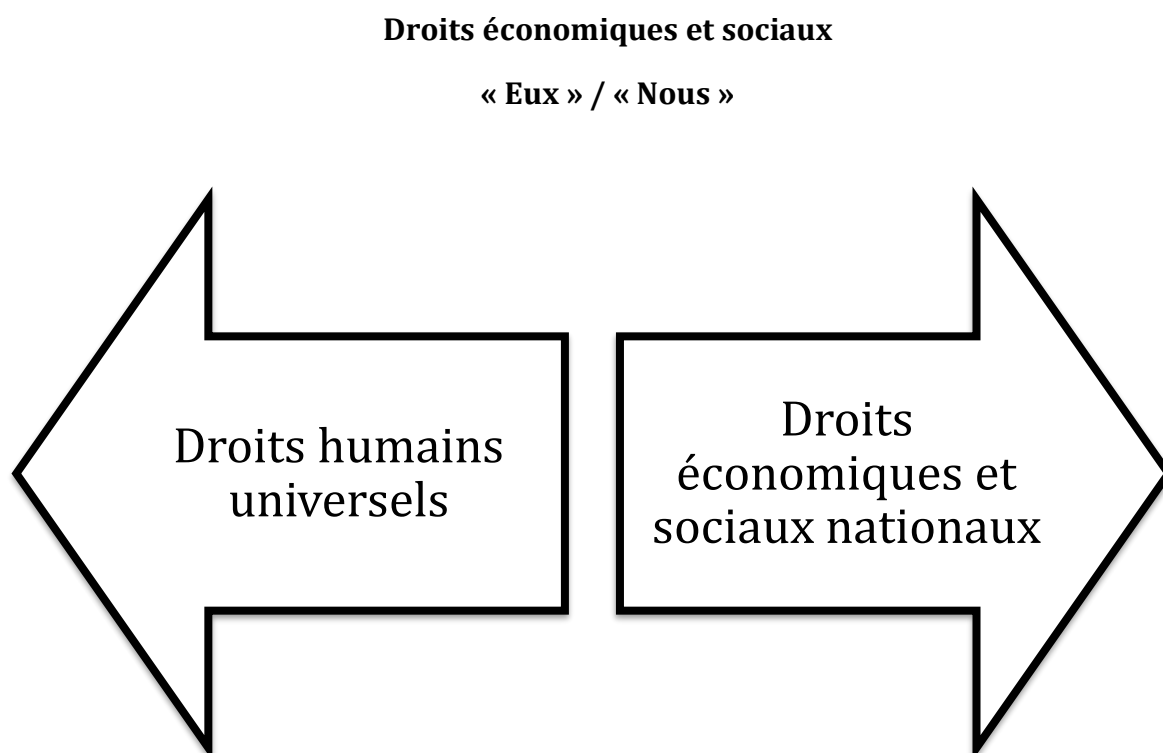 Droits économiques et sociaux
« Eux » / « Nous »
Droits humains
universels
Droits
économiques et
sociaux nationaux